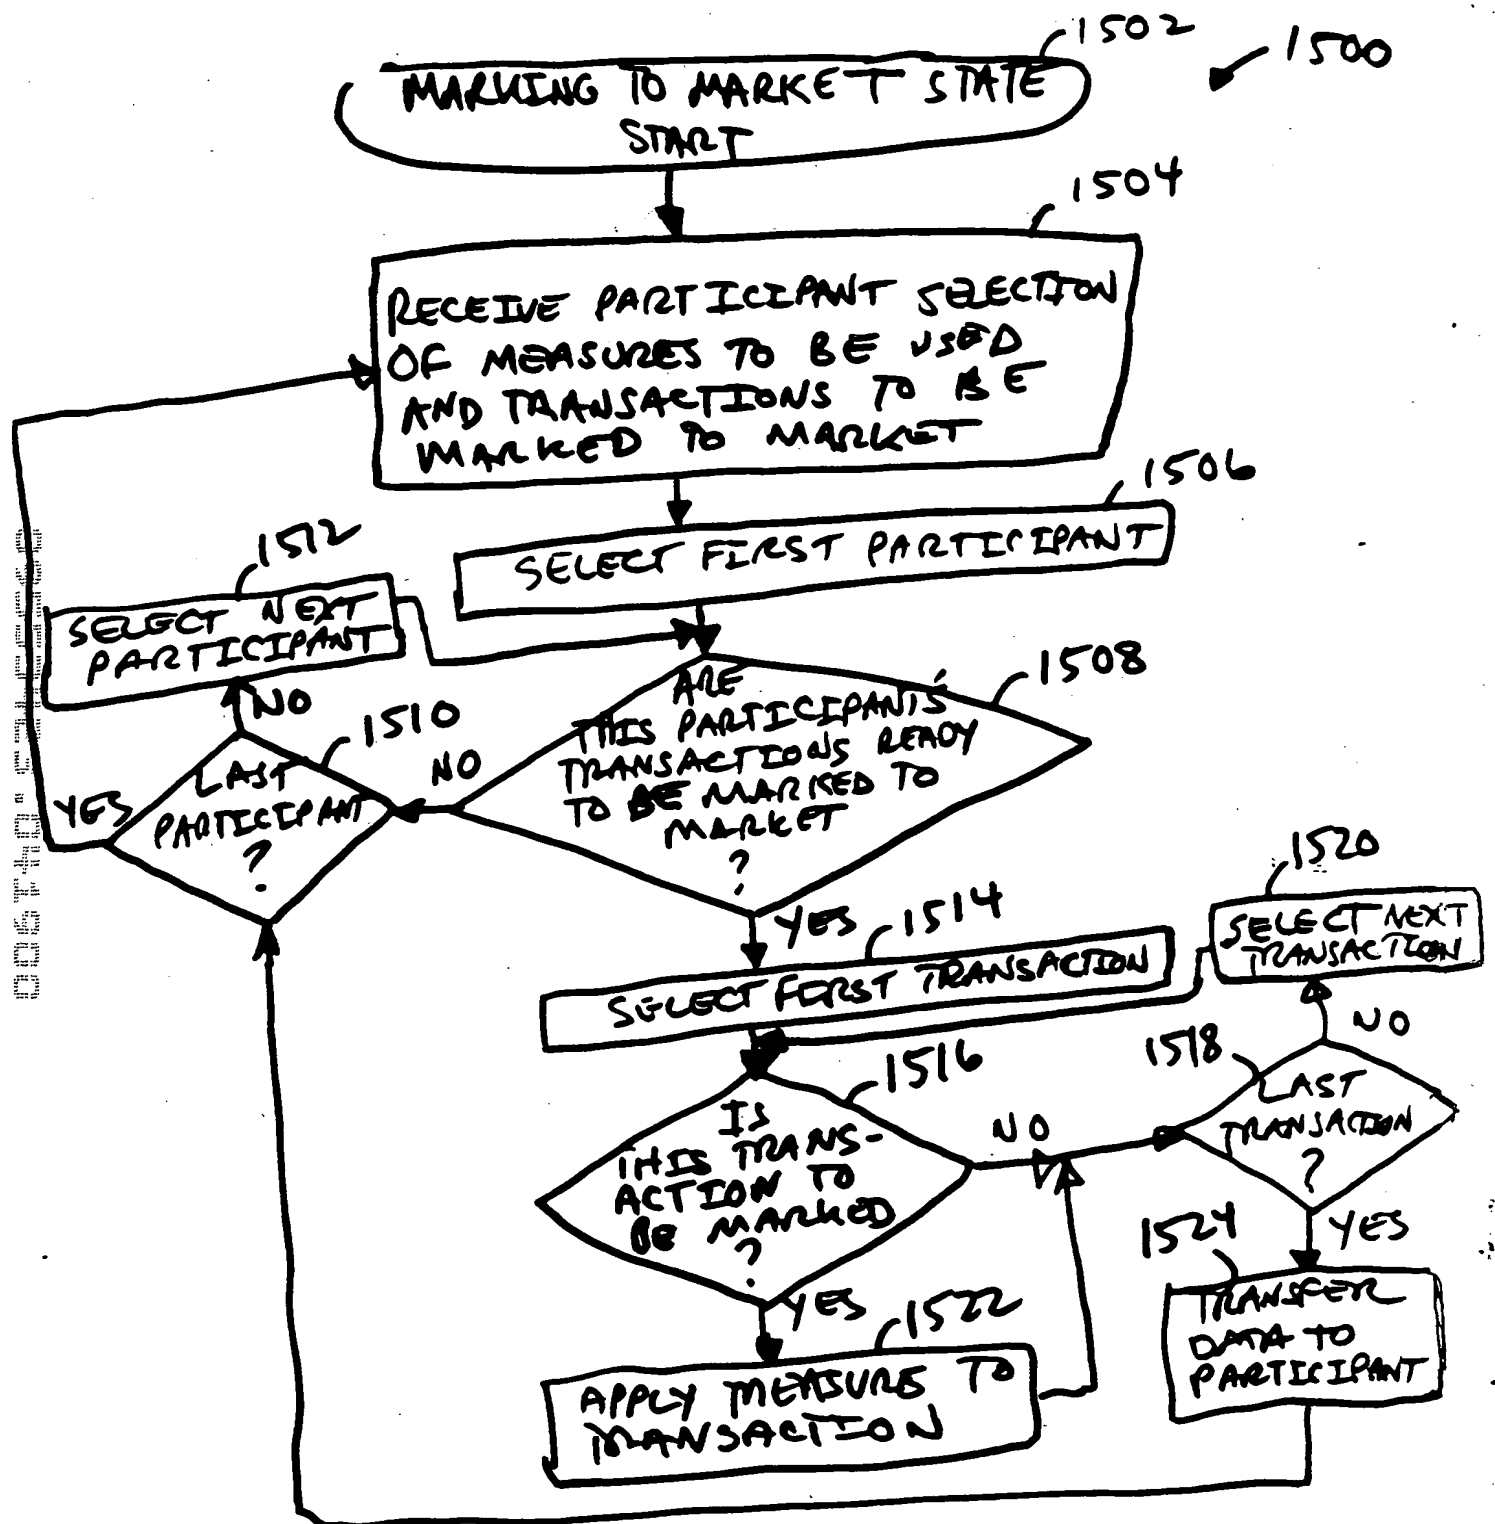 1502
1500
MARKING TO MARKET STATE
START
1504
RECEIVE PARTICIPANT SELECTION
OF MEASURES TO BE USED
AND TRANSACTIONS TO BE
MARKED TO MARKET
1506
SELECT FIRST PARTICIPANT
1512
SELECT NEXT
PARTICIPANT
NO
1508
ARE
THIS PARTICIPANT'S
TRANSACTIONS READY
TO BE MARKED TO
MARKET
?
1510
NO
LAST
PARTICIPANT
?
YES
YES
1514
SELECT FIRST TRANSACTION
1520
SELECT NEXT
TRANSACTION
NO
1516
IS
THIS TRANS-
ACTION TO
BE MARKED
?
NO
1518
LAST
TRANSACTION
?
YES
YES
1522
APPLY MEASURE TO
TRANSACTION
1524
TRANSFER
DATA TO
PARTICIPANT